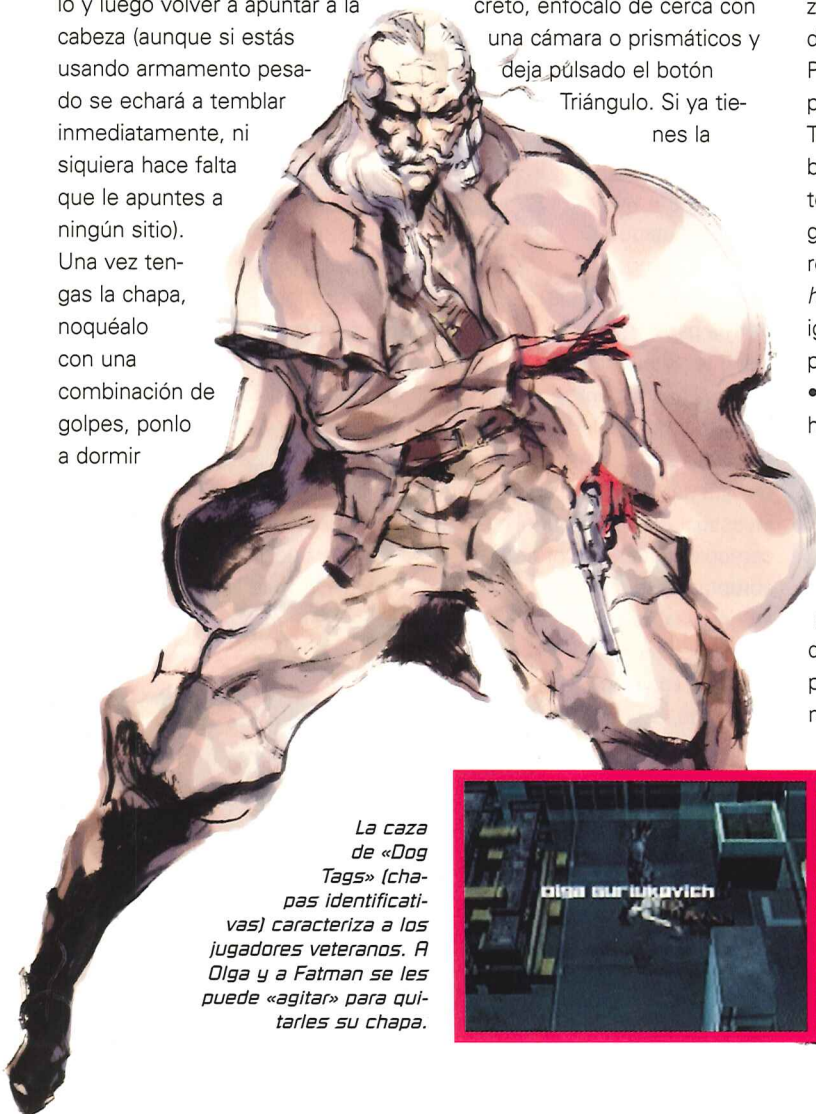 lo y luego volver a apuntar a la
cabeza (aunque si estás
usando armamento pesa-
do se echará a temblar
inmediatamente, ni
siquiera hace falta
que le apuntes a
ningún sitio).
Una vez ten-
gas la chapa,
noquéalo
con una
combinación de
golpes, ponlo
a dormir
creto, enfócalo de cerca con
una cámara o prismáticos y
deja pulsado el botón
Triángulo. Si ya tie-
nes la
La caza
de «Dog
Tags» (cha-
pas identificati-
vas) caracteriza a los
jugadores veteranos. A
Olga y a Fatman se les
puede «agitar» para qui-
tarles su chapa.
olga gurlukovich